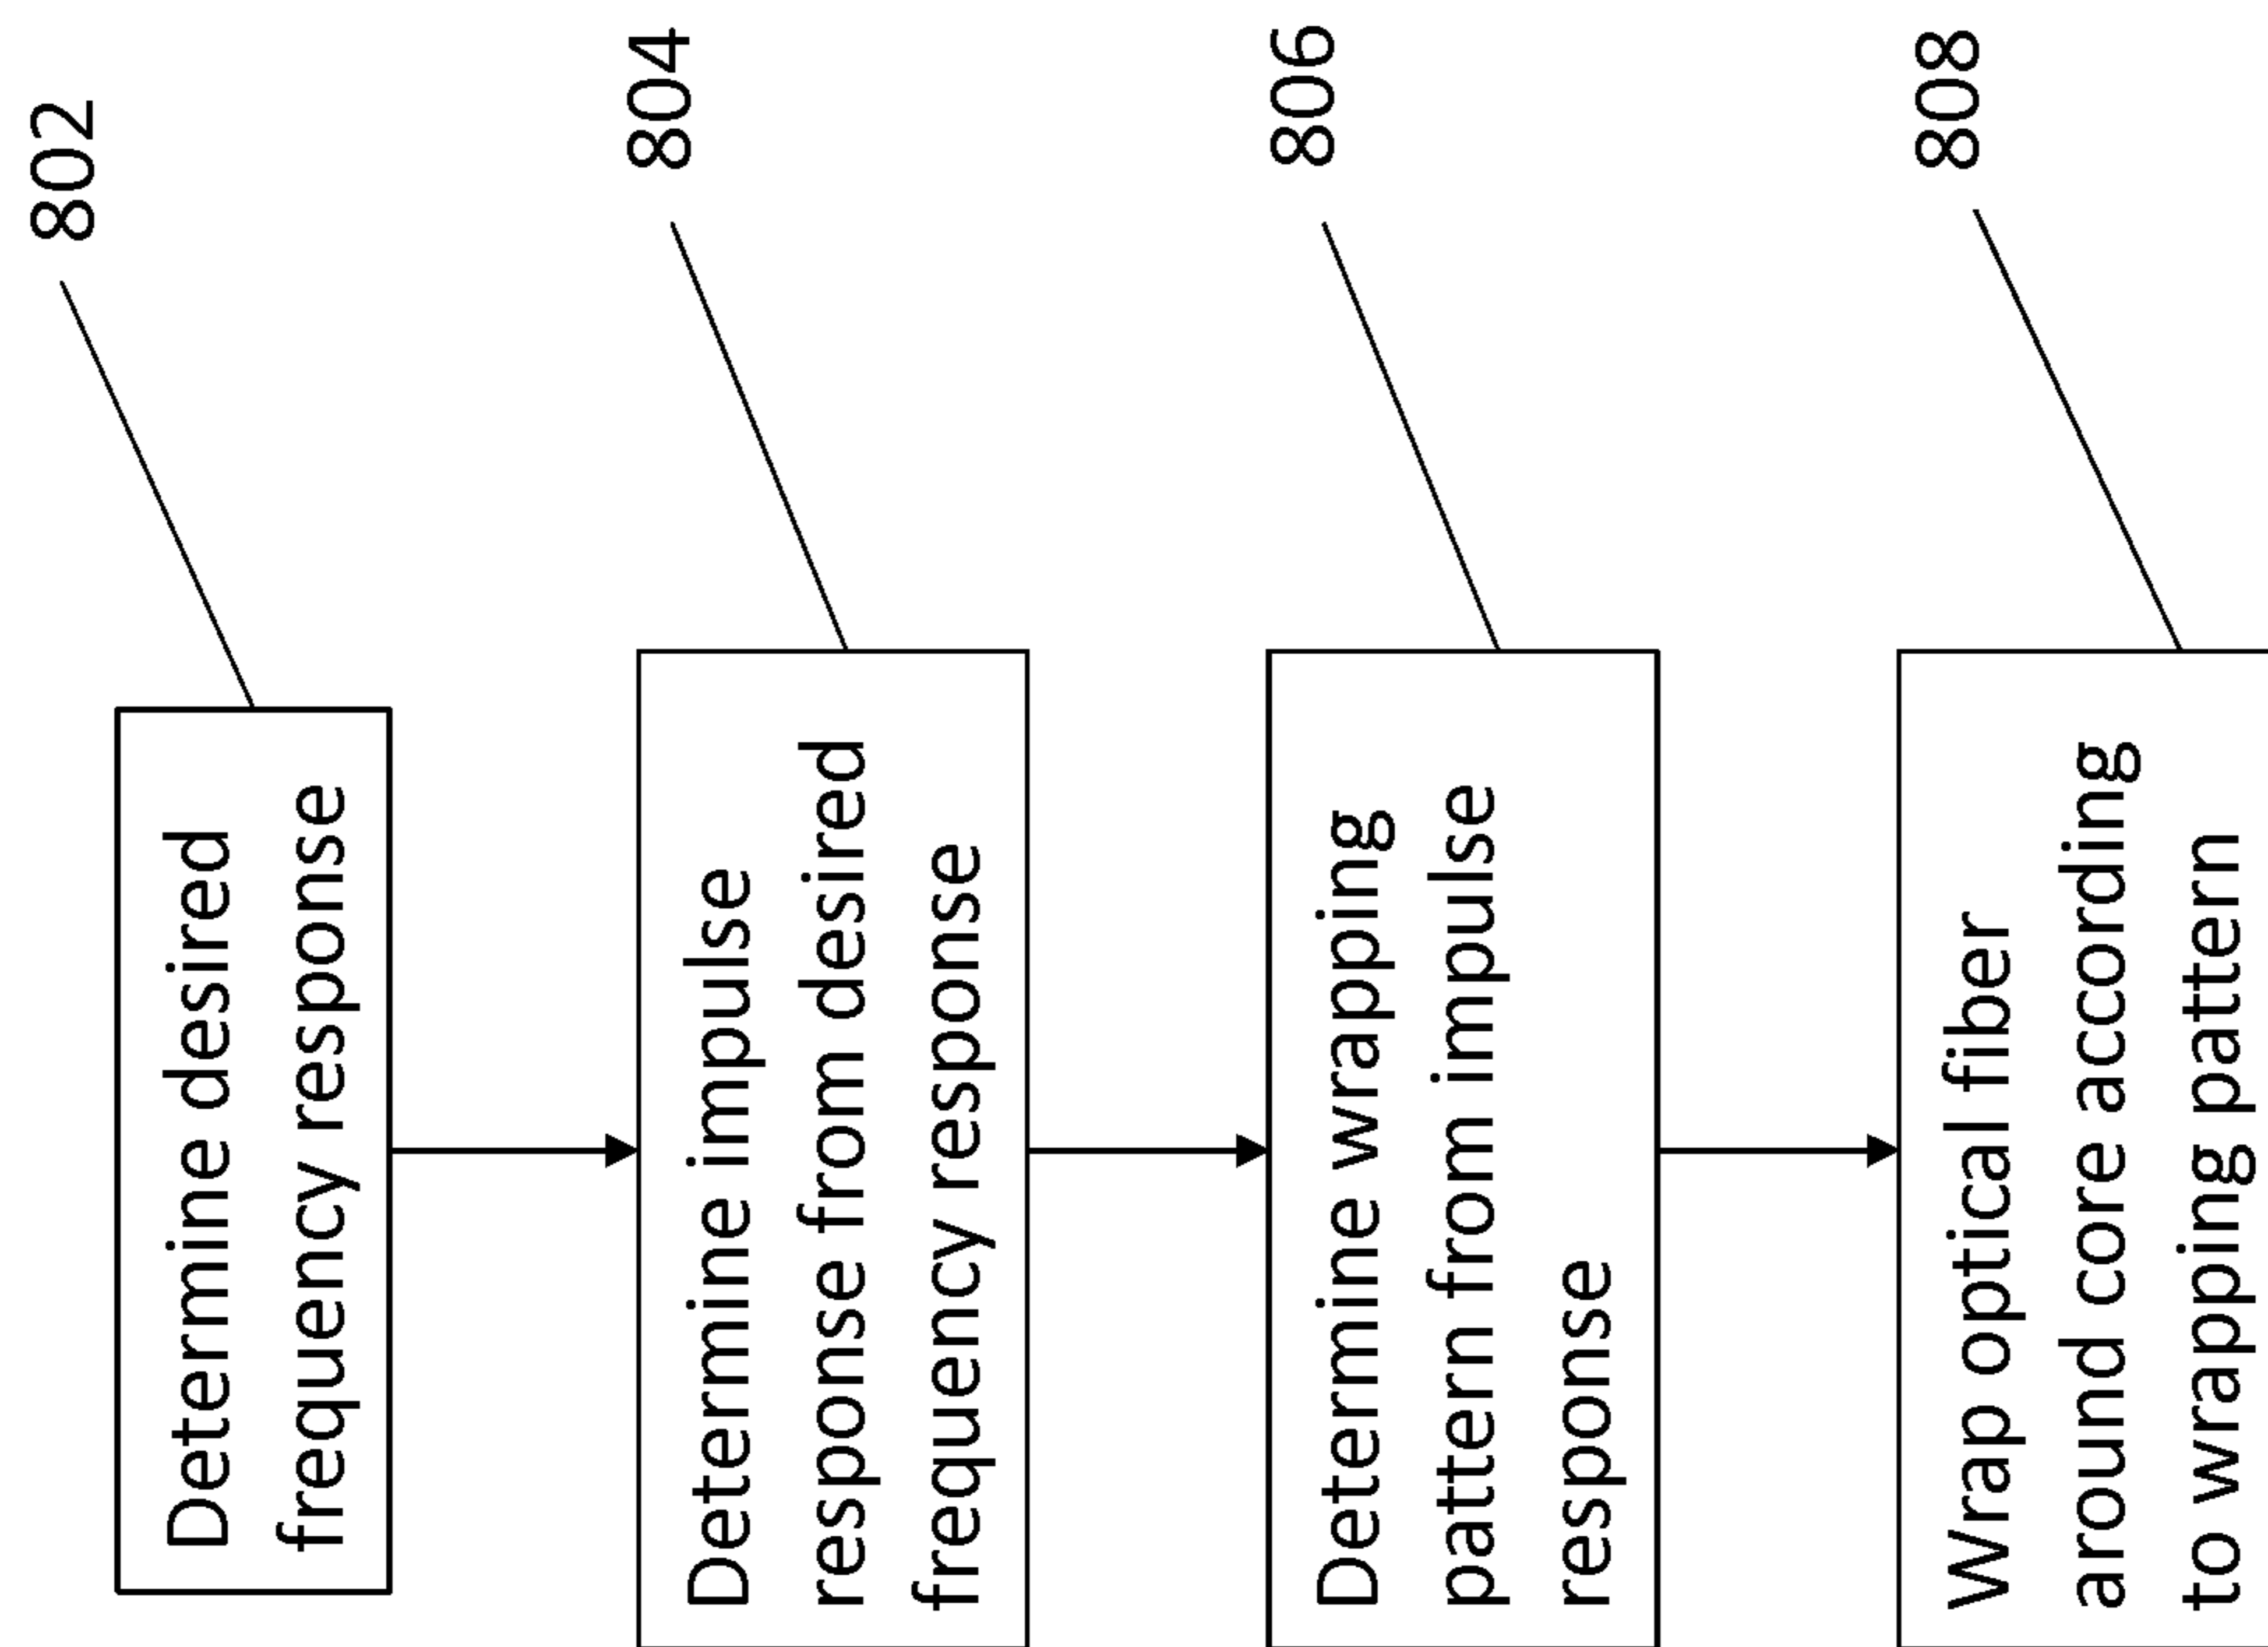 802
Determine desired
frequency response
804
Determine impulse
response from desired
frequency response
806
Determine wrapping
pattern from impulse
response
808
Wrap optical fiber
around core according
to wrapping pattern